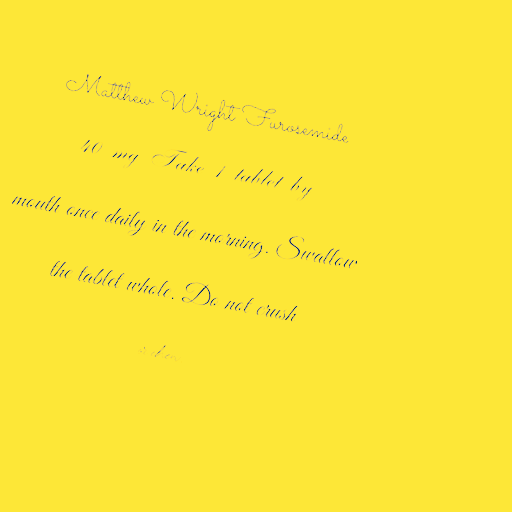 Matthew Wright Furosemide
40 mg Take 1 tablet by
mouth once daily in the morning. Swallow
the tablet whole. Do not crush